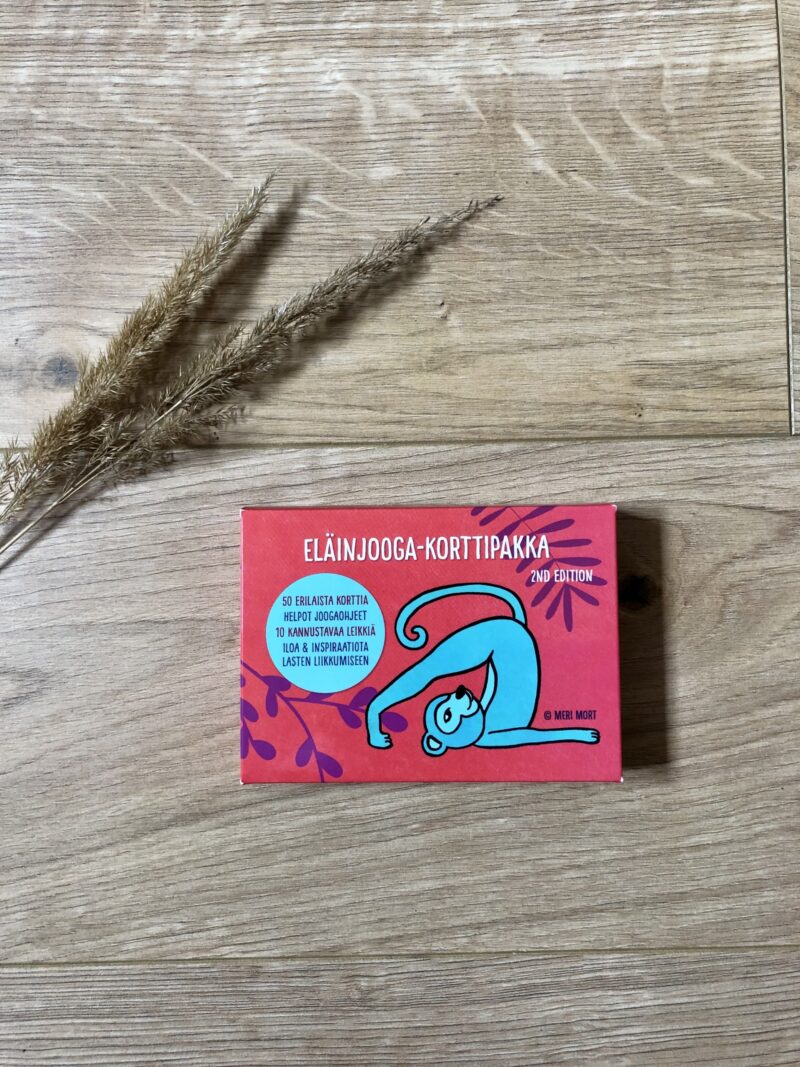 ELÄINJOOGA-KORTTIPAKKA
2ND EDITION
50 ERILAISTA KORTTIA
HELPOT JOOGAOHJEET
10 KANNUSTAVAA LEIKKIÄ
ILOA & INSPIRAATIOTA
LASTEN LIIKKUMISEEN
© MERI MORT